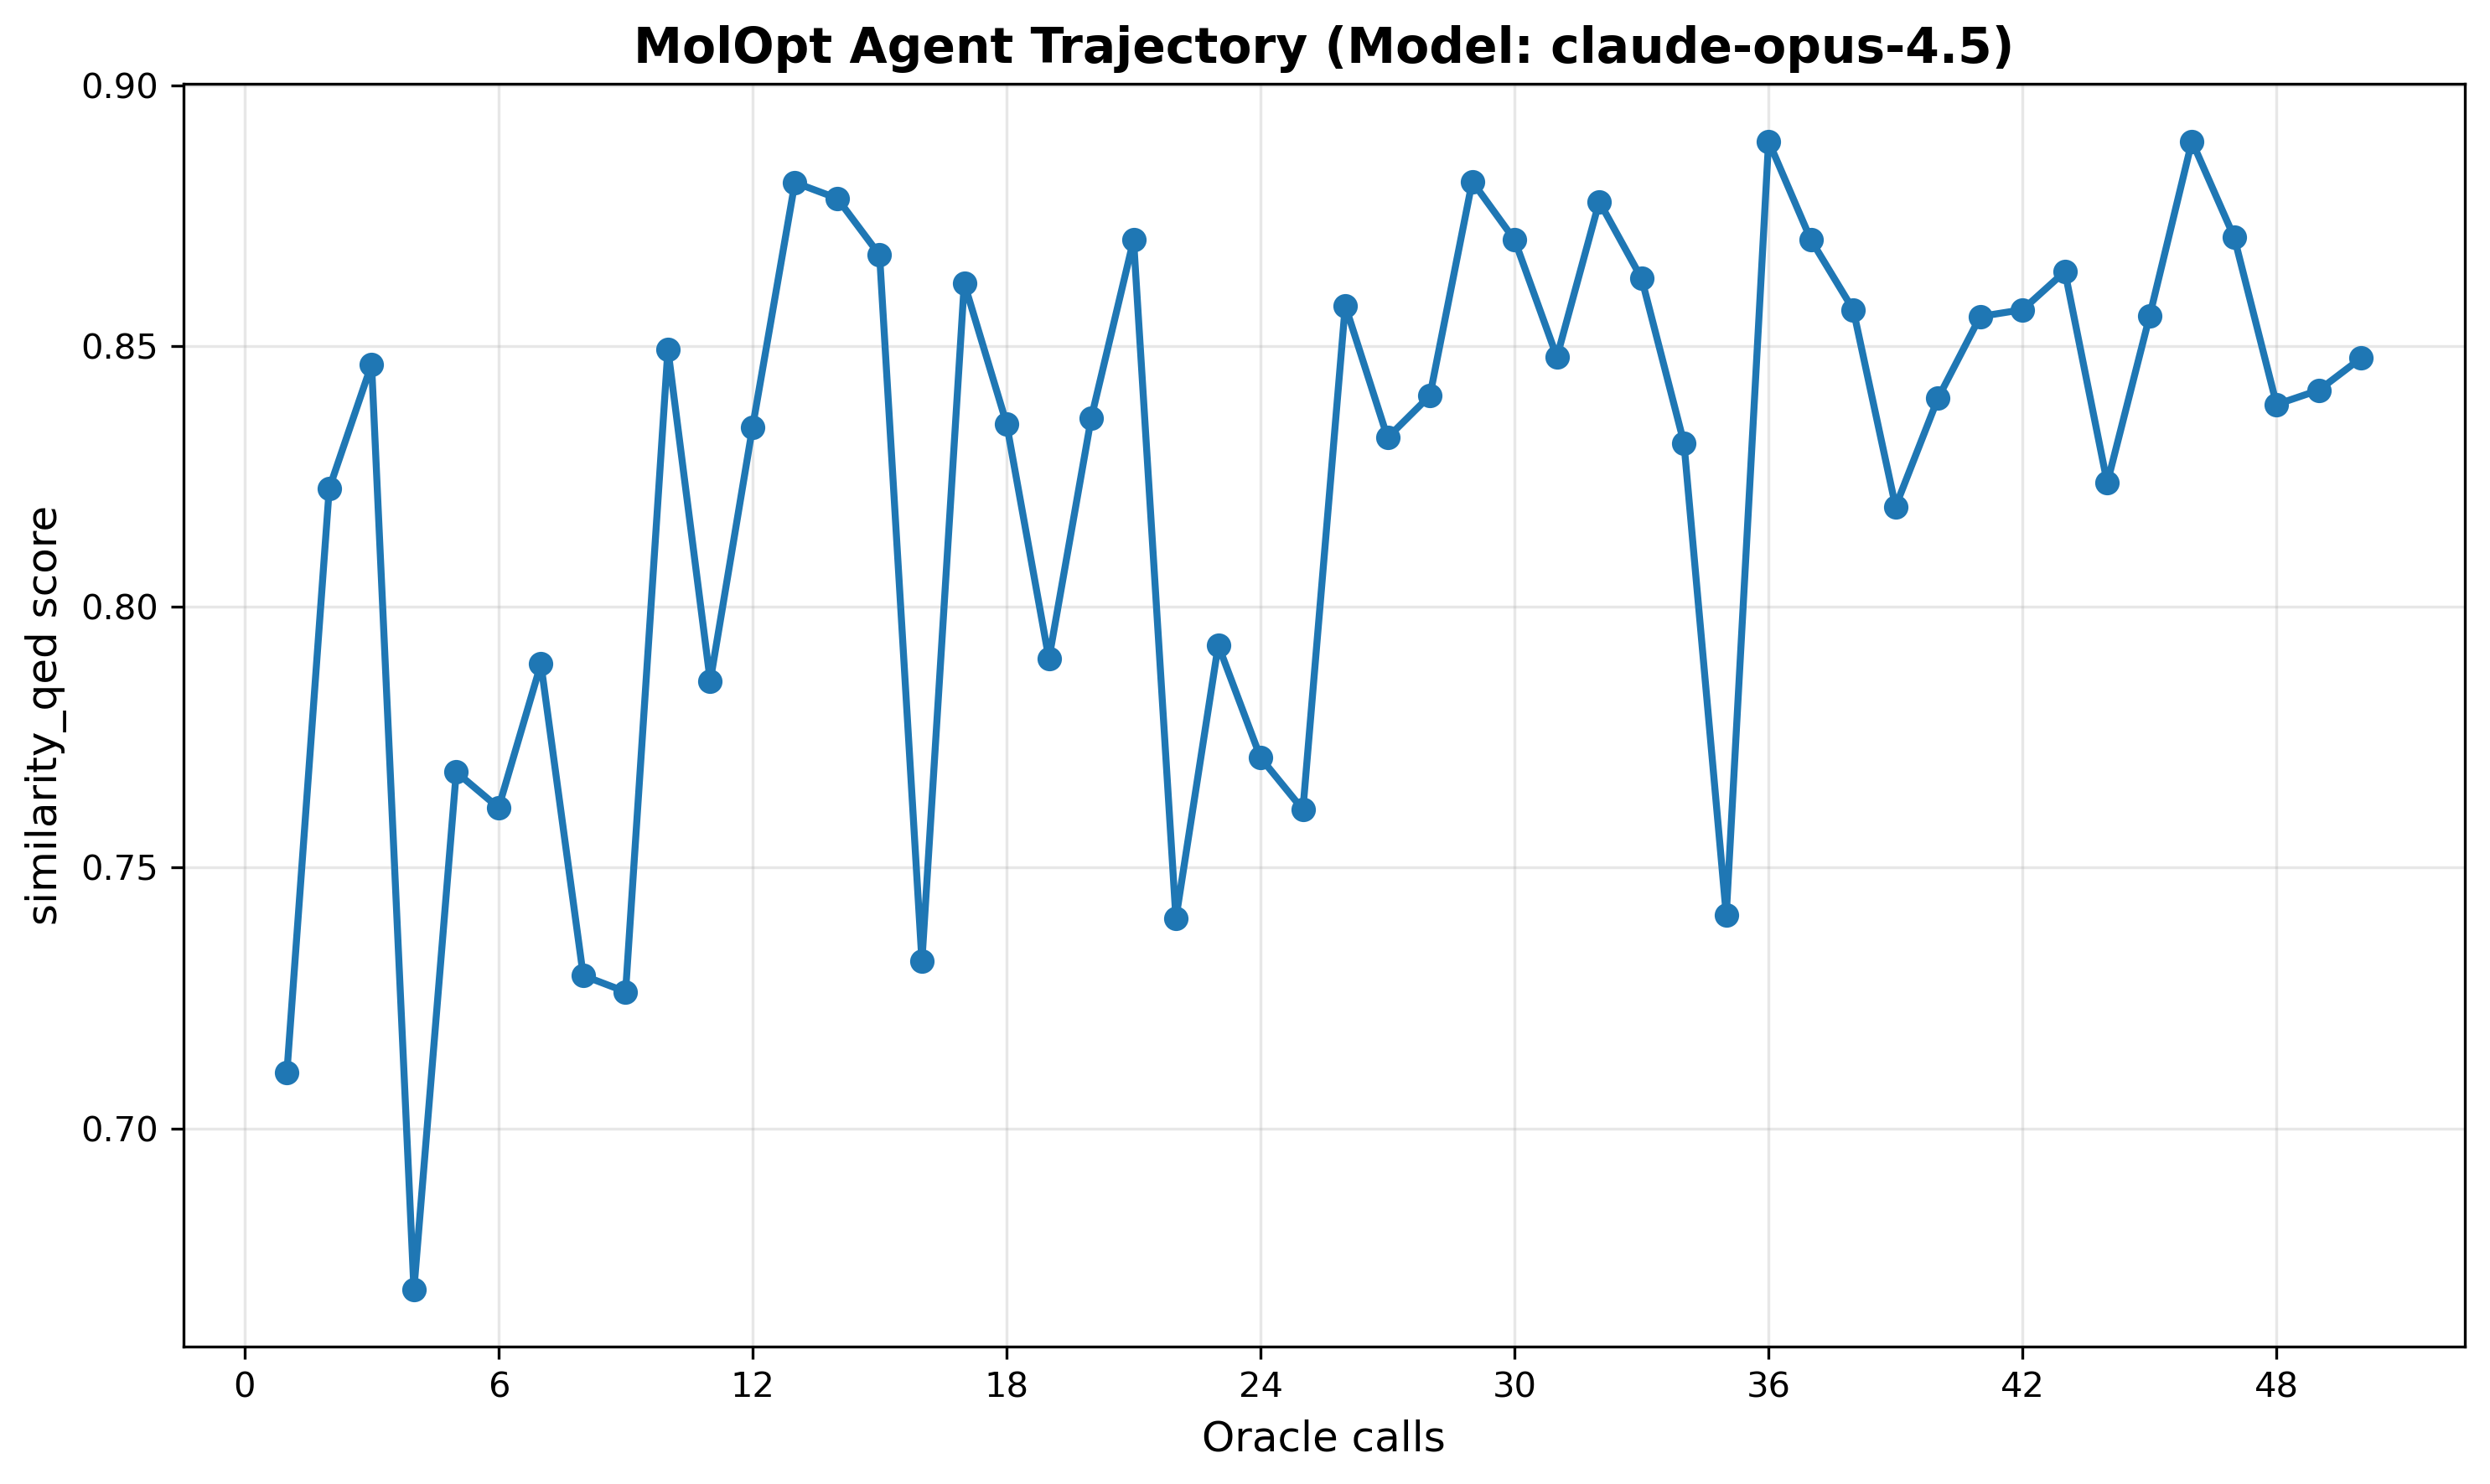 MolOpt Agent Trajectory (Model: claude-opus-4.5)
0.90
0.85
0.80
0.75
0.70
similarity_qed score
0 6 12 18 24 30 36 42 48
Oracle calls